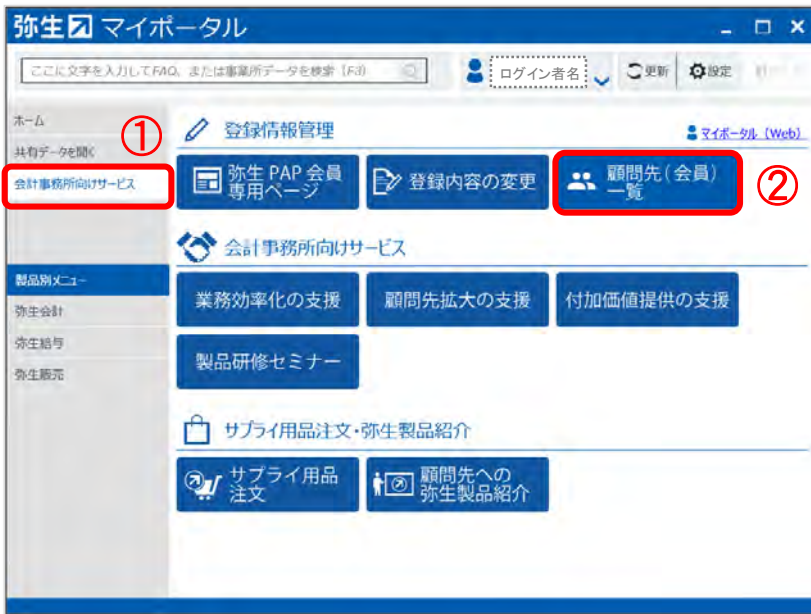 弥生 マイポータル
ここに文字を入力してFAQ、または事業所データを検索 (F3)
ログイン者名
更新
設定
ホーム
共有データを開く
①
会計事務所向けサービス
登録情報管理
マイポータル (Web)
弥生 PAP 会員
専用ページ
登録内容の変更
顧問先(会員)
一覧
②
会計事務所向けサービス
製品別メニュー
弥生会計
弥生給与
弥生販売
業務効率化の支援
顧問先拡大の支援
付加価値提供の支援
製品研修セミナー
サプライ用品注文・弥生製品紹介
サプライ用品
注文
顧問先への
弥生製品紹介